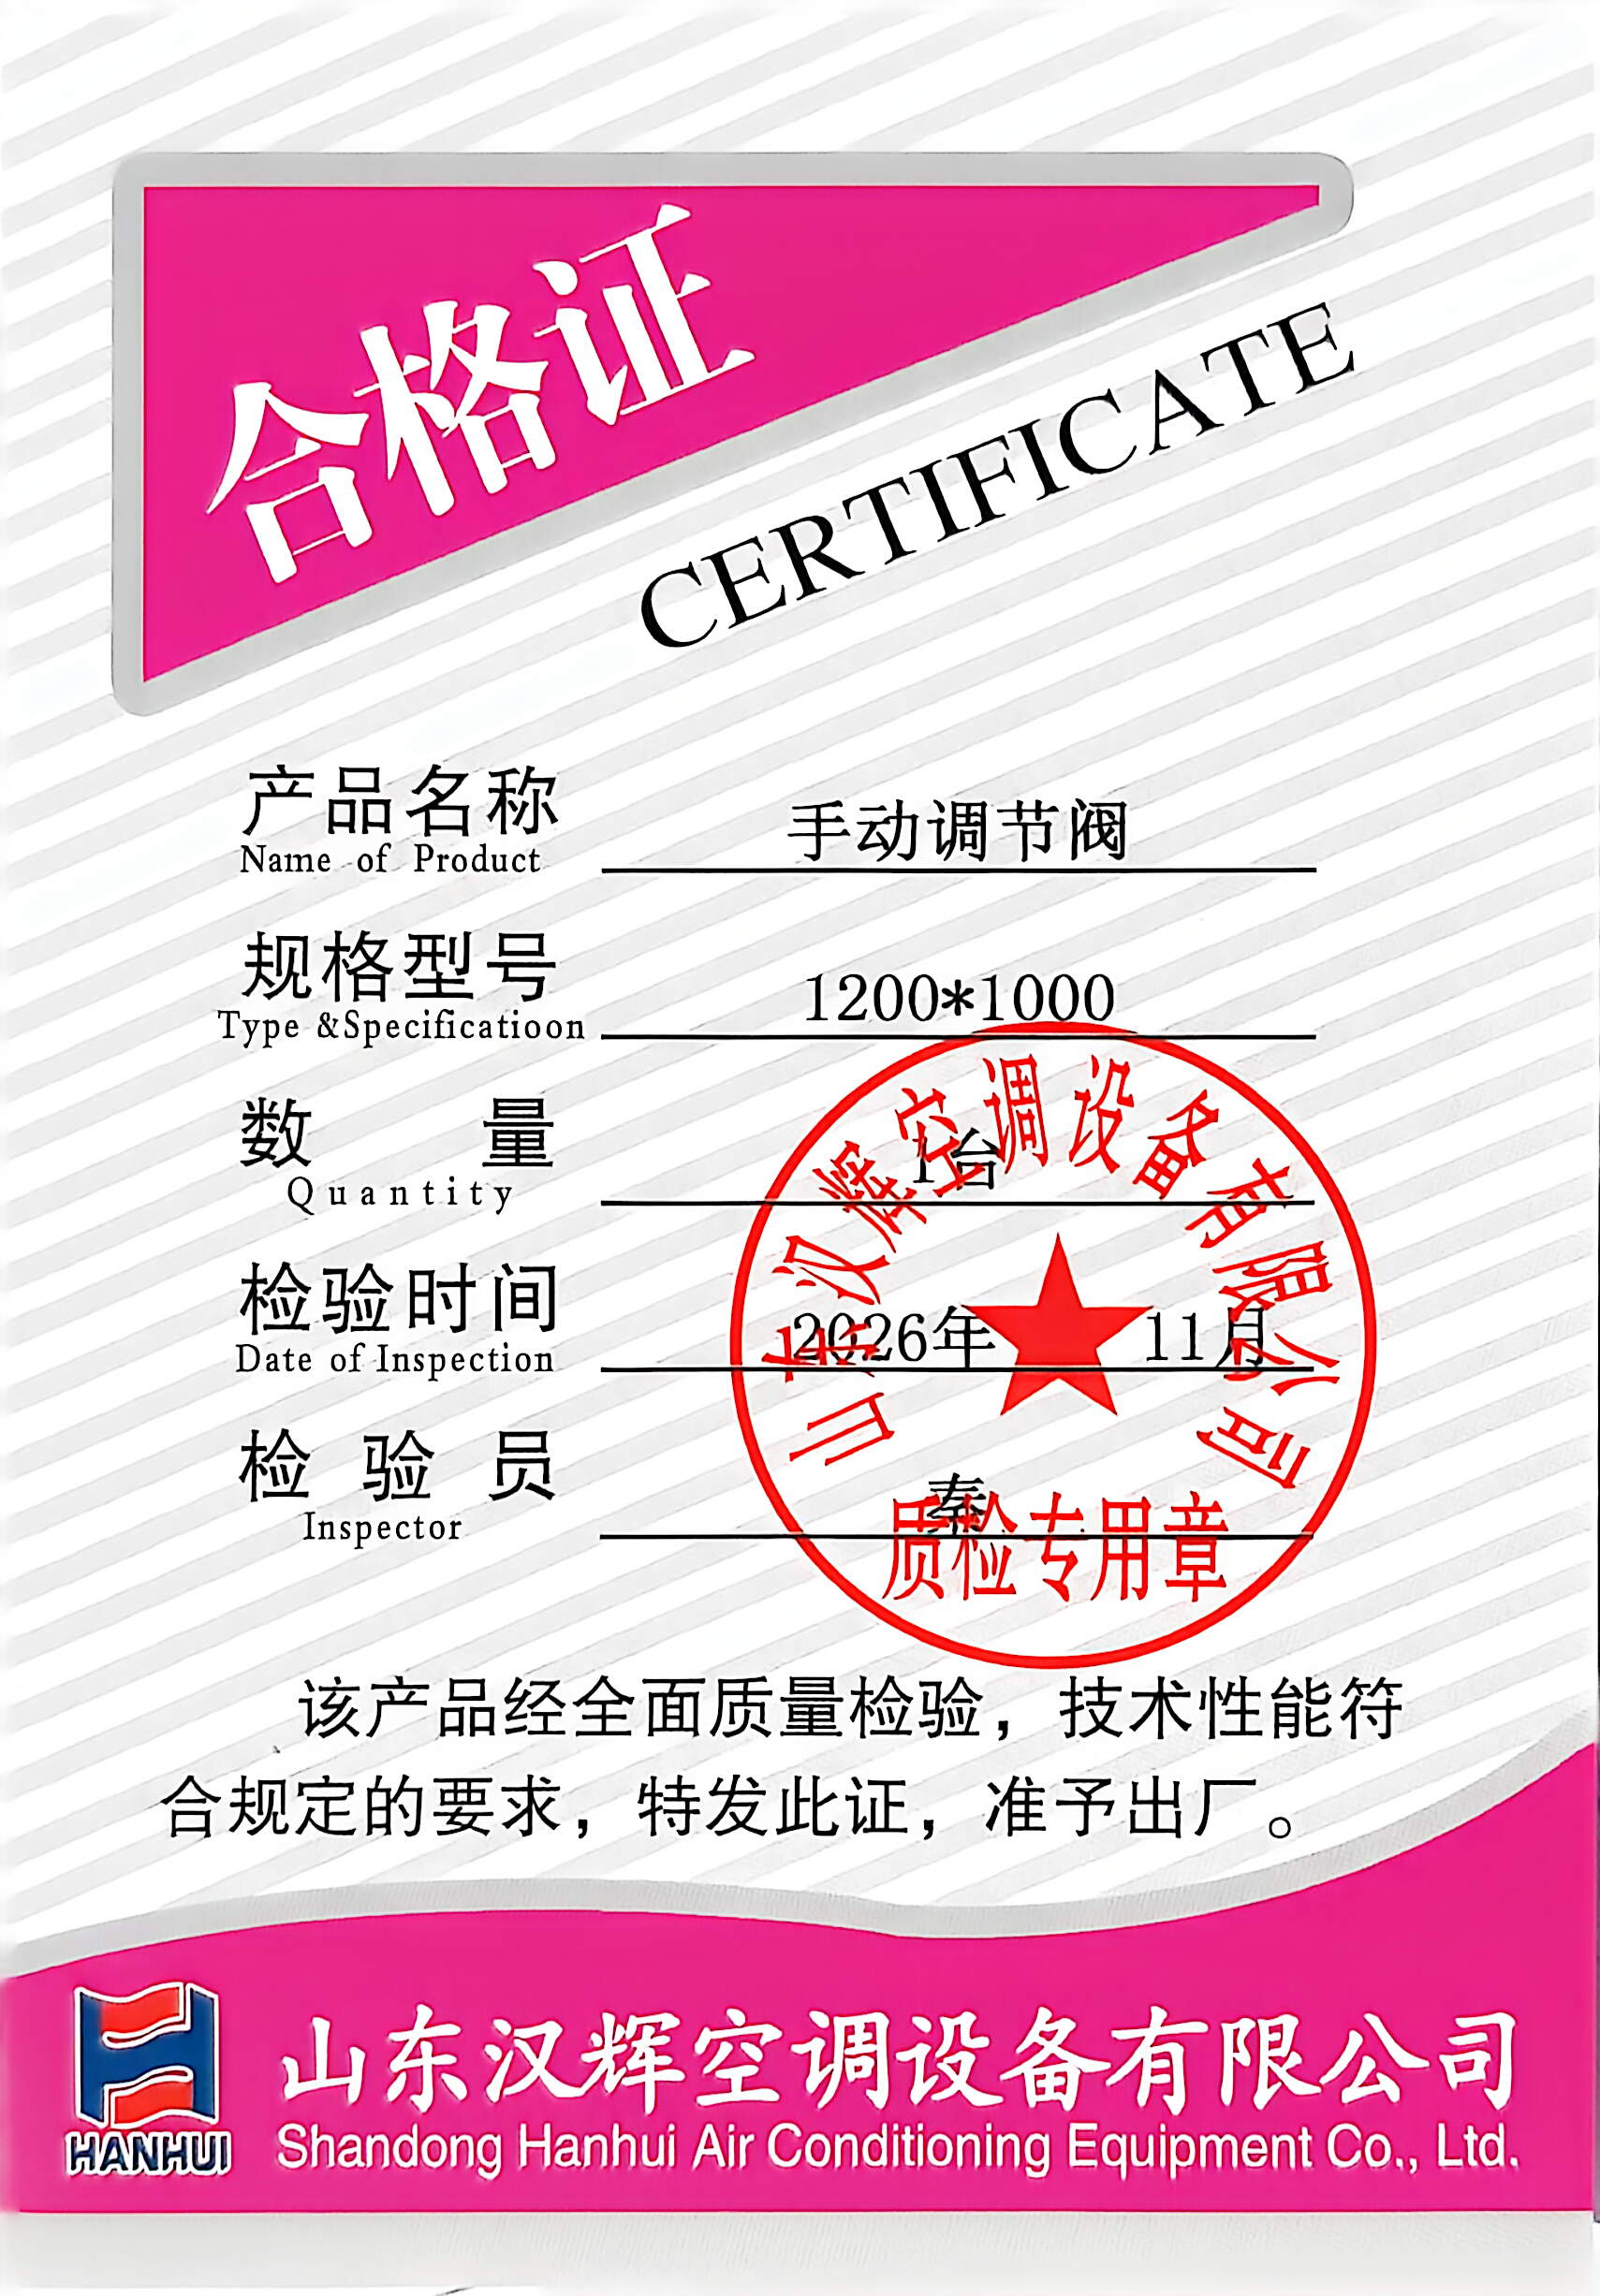 合格证
CERTIFICATE
产品名称 手动调节阀
Name of Product
规格型号 1200*1000
Type &Specificatioon
数量 1台
Quantity
检验时间 2026年 11月
Date of Inspection
检验员 秦
Inspector
山东汉辉空调设备有限公司
质检专用章
该产品经全面质量检验，技术性能符
合规定的要求，特发此证，准予出厂。
HANHUI
山东汉辉空调设备有限公司
Shandong Hanhui Air Conditioning Equipment Co., Ltd.